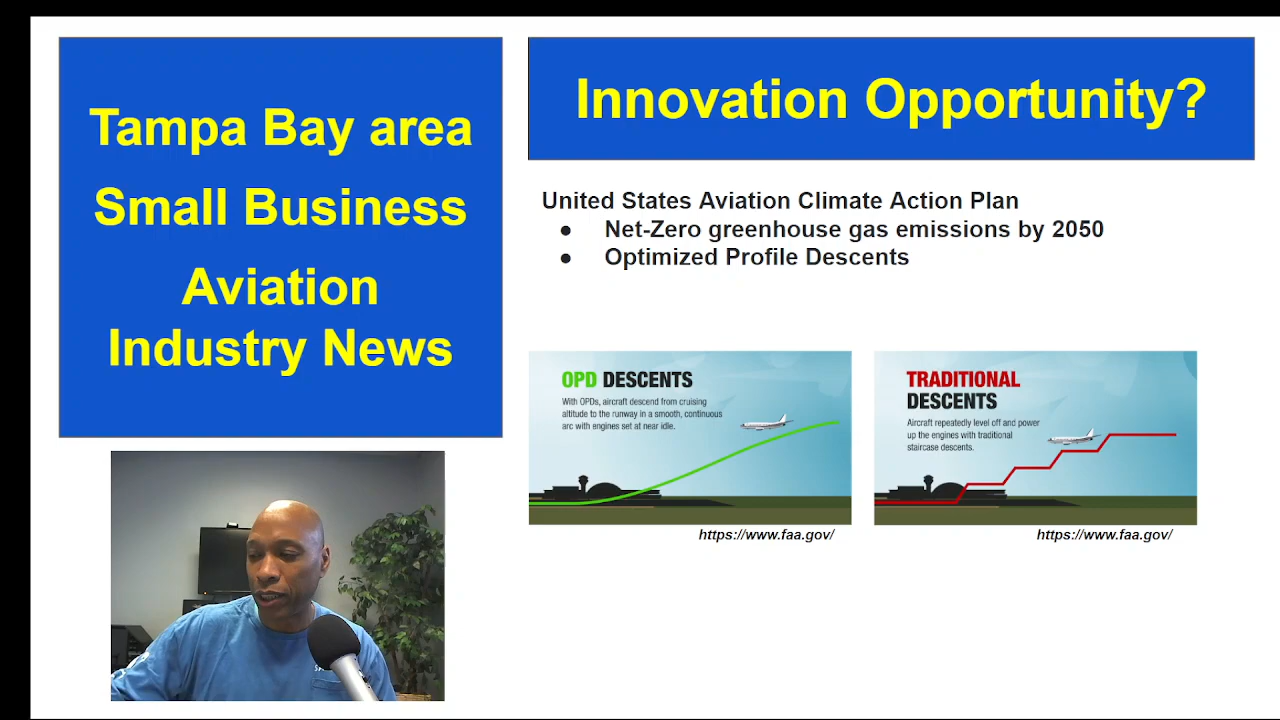 Tampa Bay area
Small Business
Aviation
Industry News
Innovation Opportunity?
United States Aviation Climate Action Plan
● Net-Zero greenhouse gas emissions by 2050
● Optimized Profile Descents
OPD DESCENTS
With OPDs, aircraft descend from cruising
altitude to the runway in a smooth, continuous
arc with engines set at near idle.
https://www.faa.gov/
TRADITIONAL
DESCENTS
Aircraft repeatedly level off and power
up the engines with traditional
staircase descents.
https://www.faa.gov/